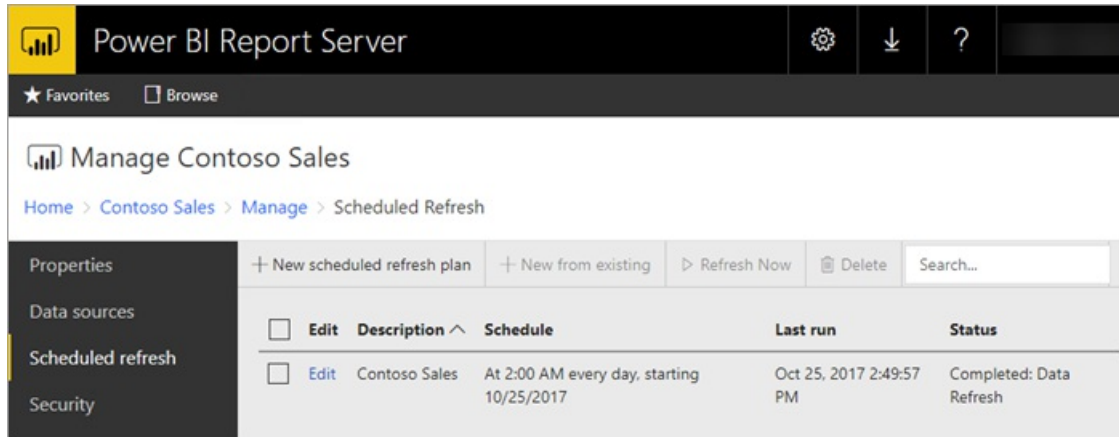 Power BI Report Server
?
Favorites Browse
Manage Contoso Sales
Home > Contoso Sales > Manage > Scheduled Refresh
Properties
Data sources
Scheduled refresh
Security
+ New scheduled refresh plan + New from existing Refresh Now Delete Search...
Edit Description Schedule Last run Status
Edit Contoso Sales At 2:00 AM every day, starting 10/25/2017 Oct 25, 2017 2:49:57 PM Completed: Data Refresh